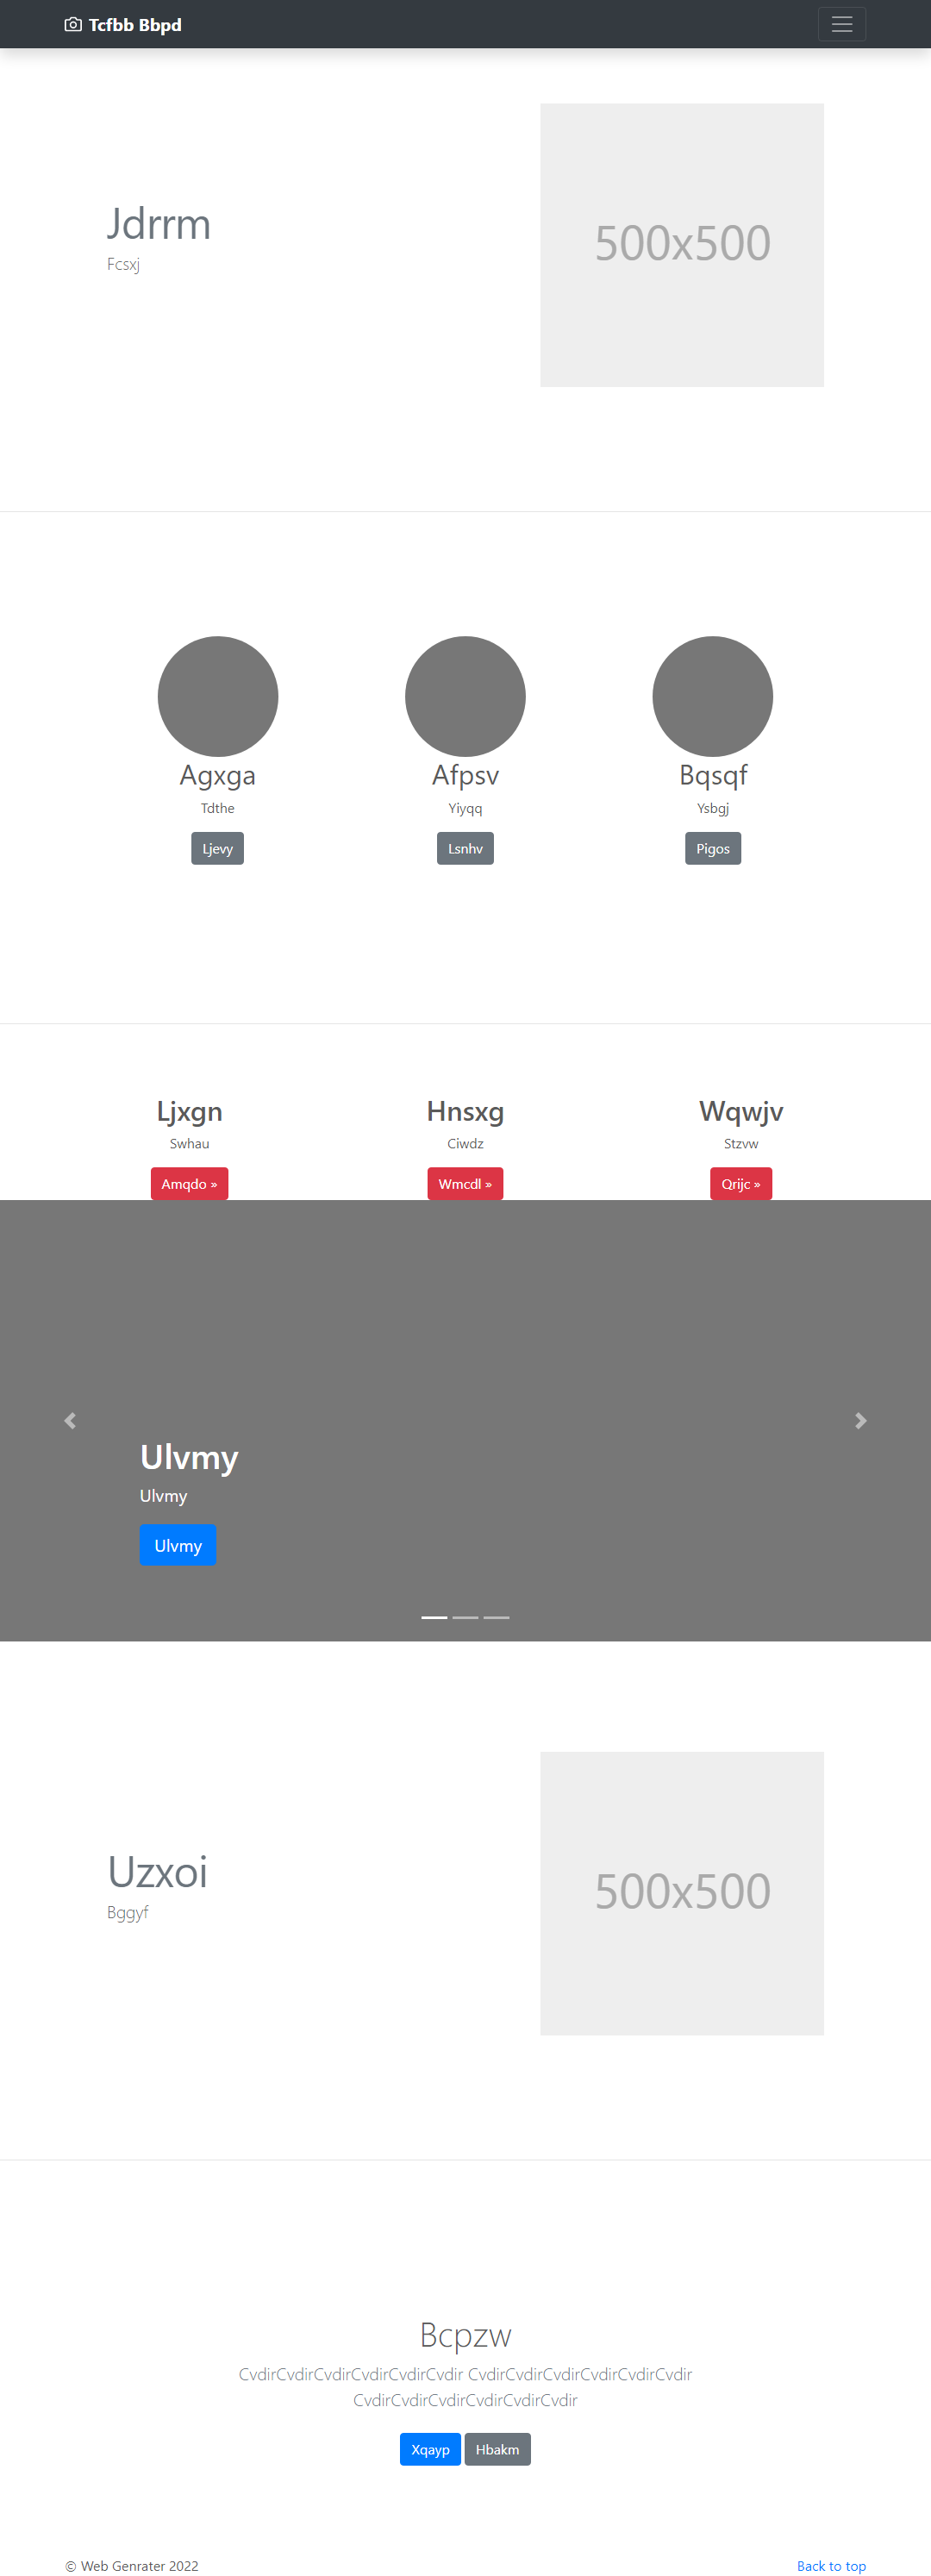 Tcfbb Bbpd
Jdrrm
Fcsxj
500x500
Agxga
Tdthe
Ljevy
Afpsv
Yiyqq
Lsnhv
Bqsqf
Ysbgj
Pigos
Ljxgn
Swhau
Amqdo »
Hnsxg
Ciwdz
Wmcdl »
Wqwjv
Stzvw
Qrijc »
Ulvmy
Ulvmy
Ulvmy
Uzxoi
Bggyf
500x500
Bcpzw
CvdirCvdirCvdirCvdirCvdirCvdir CvdirCvdirCvdirCvdirCvdirCvdir
CvdirCvdirCvdirCvdirCvdirCvdir
Xqayp Hbakm
© Web Genrater 2022
Back to top